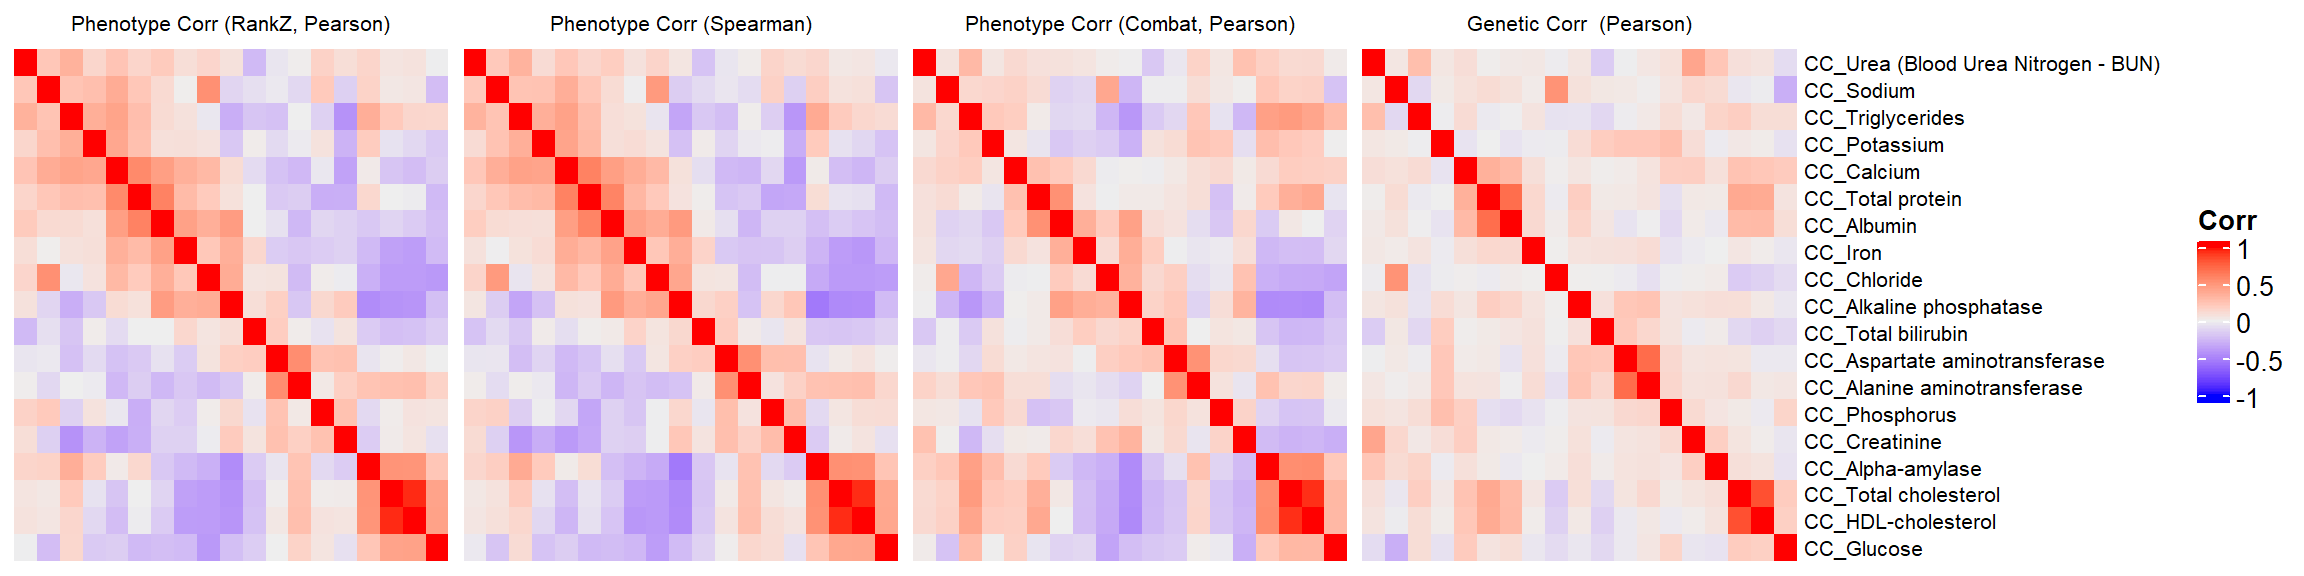 Phenotype Corr (RankZ, Pearson)
Phenotype Corr (Spearman)
Phenotype Corr (Combat, Pearson)
Genetic Corr  (Pearson)
CC_Urea (Blood Urea Nitrogen - BUN)
CC_Sodium
CC_Triglycerides
CC_Potassium
CC_Calcium
CC_Total protein
CC_Albumin
CC_Iron
CC_Chloride
CC_Alkaline phosphatase
CC_Total bilirubin
CC_Aspartate aminotransferase
CC_Alanine aminotransferase
CC_Phosphorus
CC_Creatinine
CC_Alpha-amylase
CC_Total cholesterol
CC_HDL-cholesterol
CC_Glucose
Corr
1
0.5
0
-0.5
-1